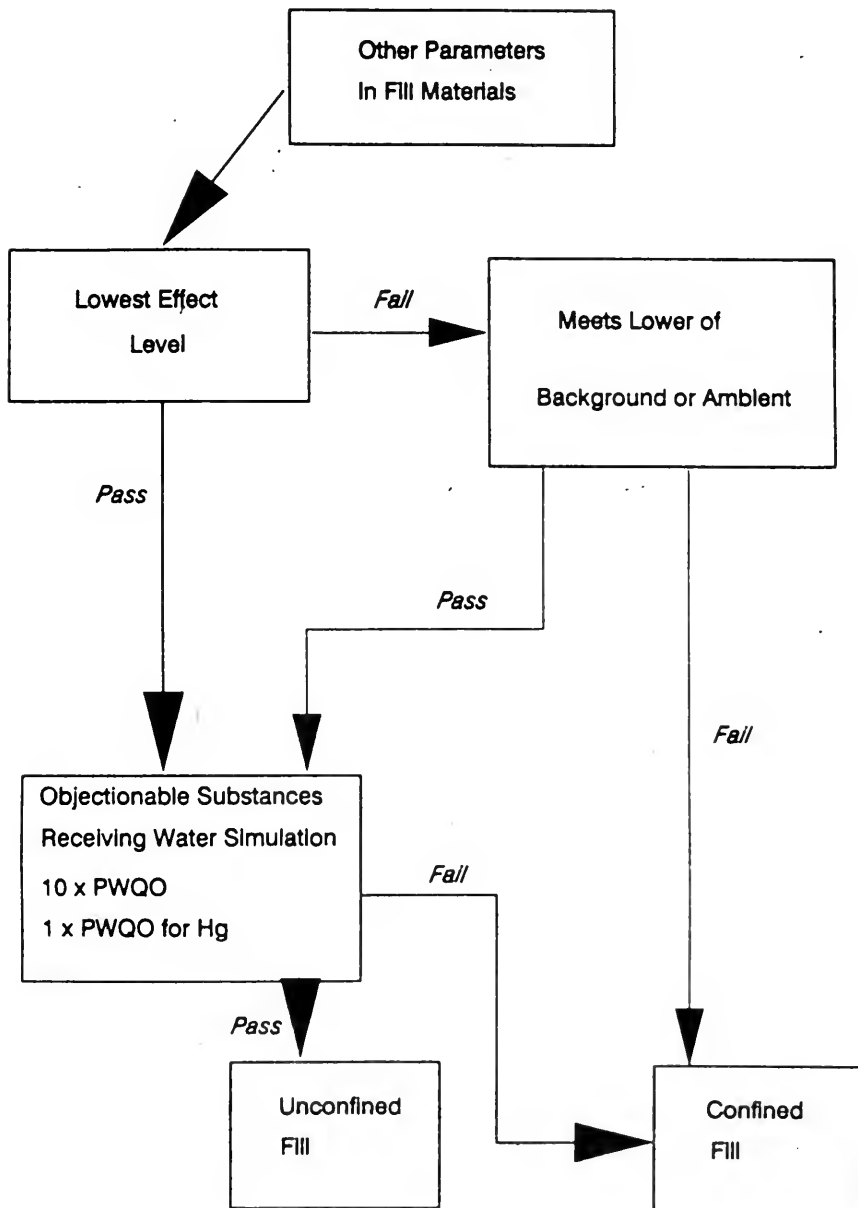 Other Parameters
In Fill Materials
Lowest Effect
Level
Fail
Meets Lower of
Background or Ambient
Pass
Pass
Fail
Objectionable Substances
Receiving Water Simulation
10 x PWQO
1 x PWQO for Hg
Fail
Pass
Unconfined
Fill
Confined
Fill